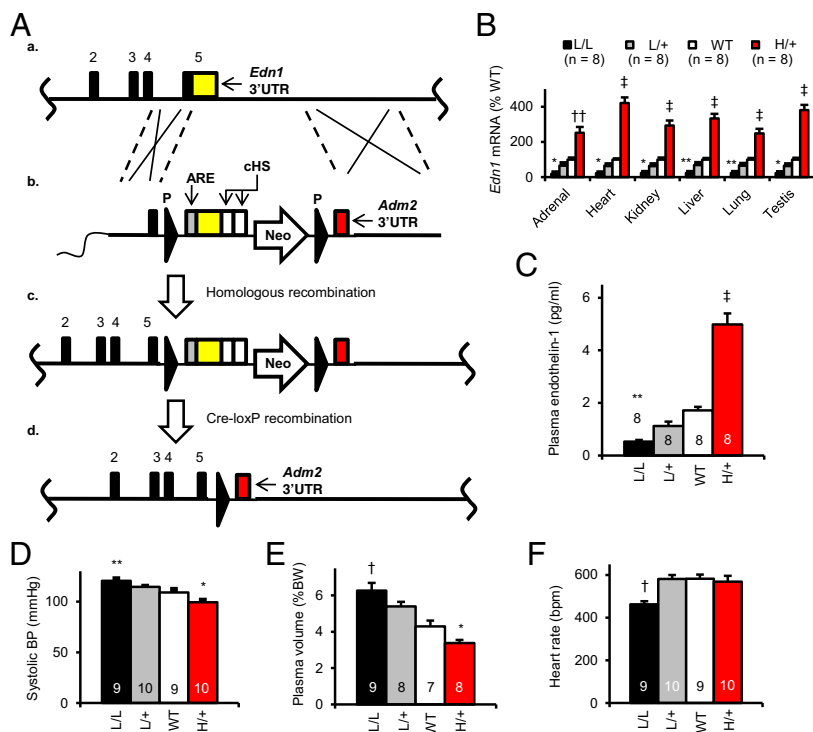 A
a.
2 3 4 5
Edn1
3'UTR
b.
P
ARE
cHS
P
Neo
Adm2
3'UTR
Homologous recombination
c.
2 3 4 5
Neo
Cre-loxP recombination
d.
2 3 4 5
Adm2
3'UTR
B
L/L L/+ WT H/+
(n = 8) (n = 8) (n = 8) (n = 8)
Edn1 mRNA (% WT)
400
200
0
* †† * ‡ * ‡ ** ‡ ** ‡ * ‡
Adrenal Heart Kidney Liver Lung Testis
C
Plasma endothelin-1 (pg/ml)
6
4
2
0
** ‡
8 8 8 8
L/L L/+ WT H/+
D
Systolic BP (mmHg)
100
50
0
** *
9 10 9 10
L/L L/+ WT H/+
E
Plasma volume (%BW)
6
4
2
0
† *
9 8 7 8
L/L L/+ WT H/+
F
Heart rate (bpm)
600
400
200
0
†
9 10 9 10
L/L L/+ WT H/+